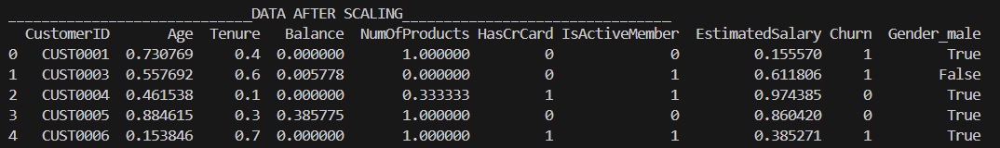 ____________________________DATA AFTER SCALING_______________________________
CustomerID Age Tenure Balance NumOfProducts HasCrCard IsActiveMember EstimatedSalary Churn Gender_male
0 CUST0001 0.730769 0.4 0.000000 1.000000 0 0 0.155570 1 True
1 CUST0003 0.557692 0.6 0.005778 0.000000 0 1 0.611806 1 False
2 CUST0004 0.461538 0.1 0.000000 0.333333 1 1 0.974385 0 True
3 CUST0005 0.884615 0.3 0.385775 1.000000 0 0 0.860420 0 True
4 CUST0006 0.153846 0.7 0.000000 1.000000 1 1 0.385271 1 True